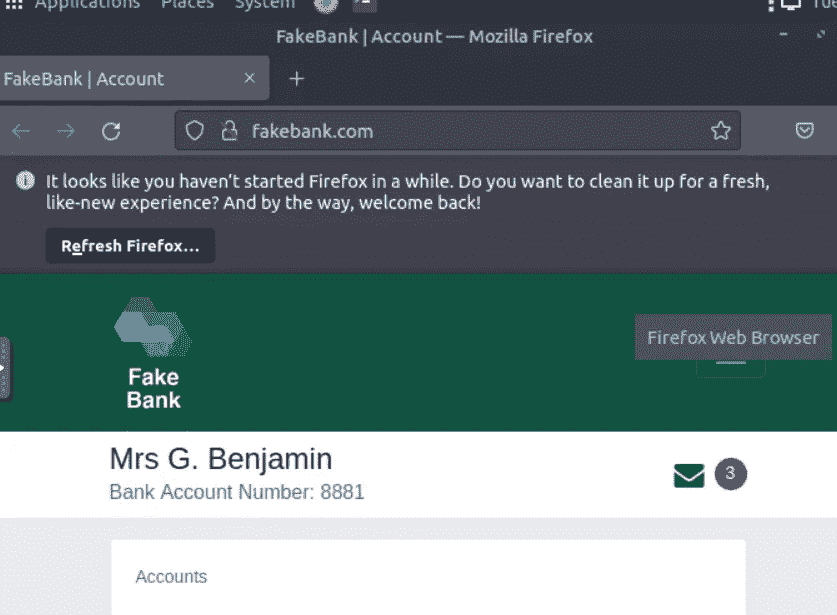 Applications Places System
FakeBank | Account — Mozilla Firefox
FakeBank | Account
fakebank.com
It looks like you haven't started Firefox in a while. Do you want to clean it up for a fresh,
like-new experience? And by the way, welcome back!
Refresh Firefox...
Firefox Web Browser
Fake
Bank
Mrs G. Benjamin
3
Bank Account Number: 8881
Accounts